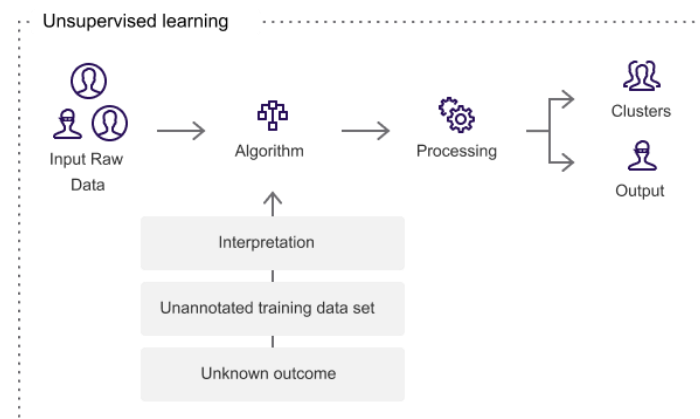 Unsupervised learning
Input Raw
Data
Algorithm
Processing
Clusters
Output
Interpretation
Unannotated training data set
Unknown outcome